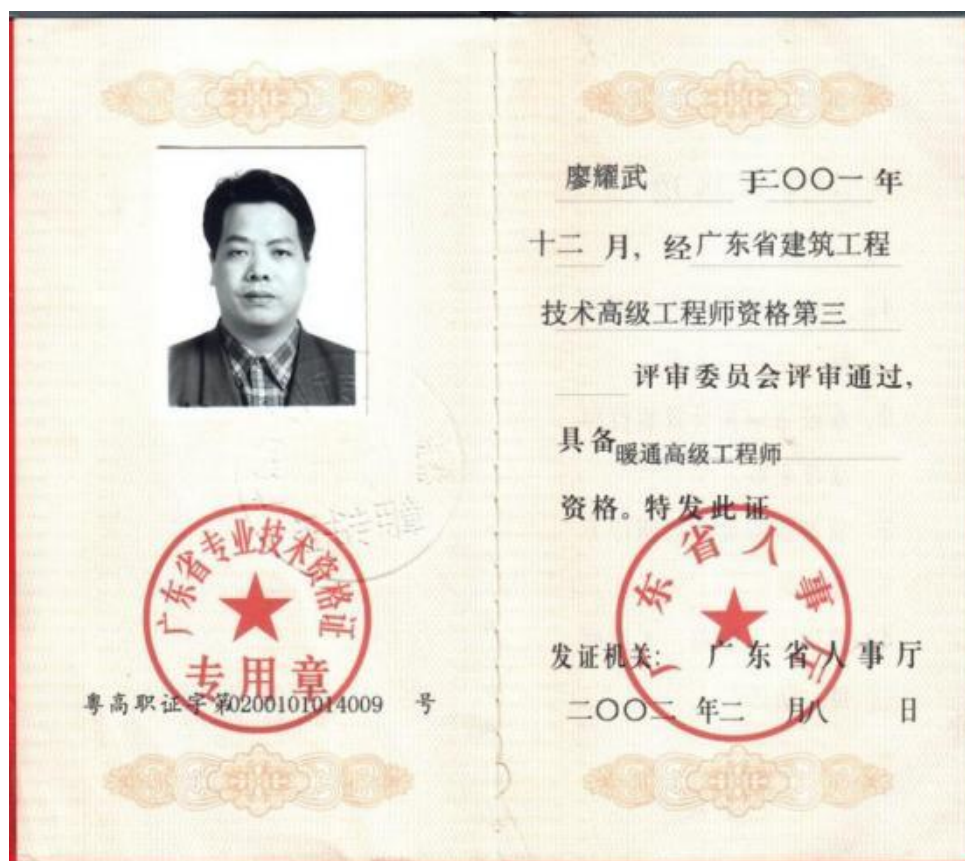 广东省专业技术资格证
专用章
粤高职证字第0200101014009 号
廖耀武 于二〇〇一年
十二月，经广东省建筑工程
技术高级工程师资格第三
评审委员会评审通过，
具备暖通高级工程师
资格。特发此证
广东省人事厅
发证机关：广东省人事厅
二〇〇二年二月八日